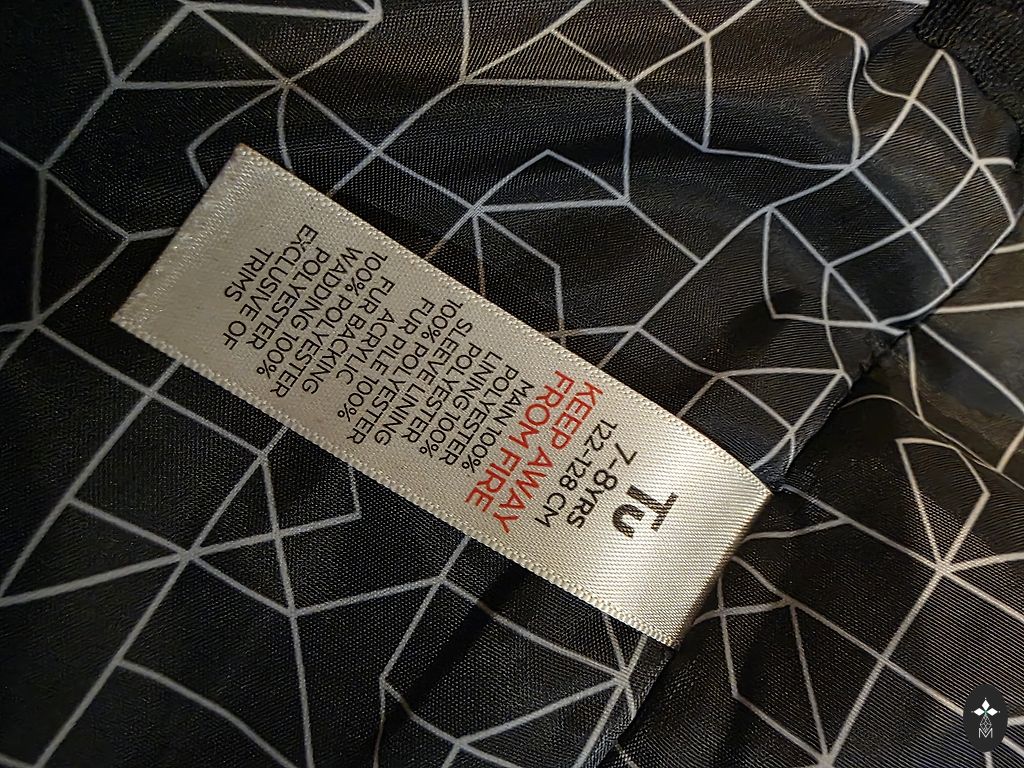 Tu
7-8YRS
122-128 CM
KEEP AWAY
FROM FIRE
MAIN 100%
POLYESTER
LINING 100%
POLYESTER
SLEEVE LINING
100% POLYESTER
FUR PILE 100%
ACRYLIC
FUR BACKING
100% POLYESTER
WADDING 100%
POLYESTER
EXCLUSIVE OF
TRIMS
M